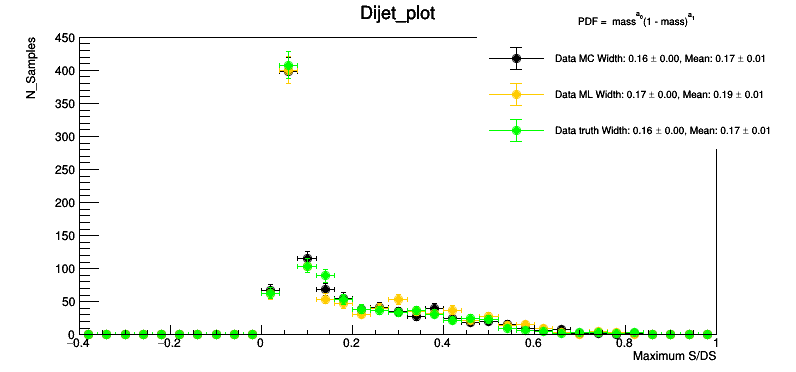 Dijet_plot
PDF = mass^a0 (1 - mass)^a1
Data MC Width: 0.16 ± 0.00, Mean: 0.17 ± 0.01
Data ML Width: 0.17 ± 0.00, Mean: 0.19 ± 0.01
Data truth Width: 0.16 ± 0.00, Mean: 0.17 ± 0.01
N_Samples
450
400
350
300
250
200
150
100
50
0
−0.4 −0.2 0 0.2 0.4 0.6 0.8 1
Maximum S/DS